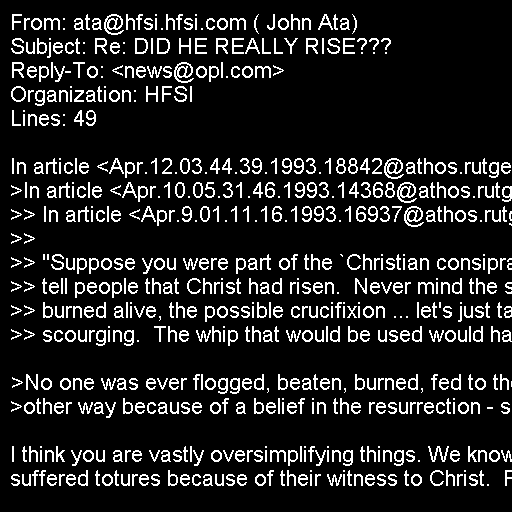 From: ata@hfsi.hfsi.com ( John Ata)
Subject: Re: DID HE REALLY RISE???
Reply-To: <news@opl.com>
Organization: HFSI
Lines: 49

In article <Apr.12.03.44.39.1993.18842@athos.rutge
>In article <Apr.10.05.31.46.1993.14368@athos.rutg
>> In article <Apr.9.01.11.16.1993.16937@athos.rutg
>>
>> "Suppose you were part of the `Christian consipra
>> tell people that Christ had risen.  Never mind the s
>> burned alive, the possible crucifixion ... let's just ta
>> scourging.  The whip that would be used would ha

>No one was ever flogged, beaten, burned, fed to the
>other way because of a belief in the resurrection - s

I think you are vastly oversimplifying things. We know
suffered totures because of their witness to Christ.  F